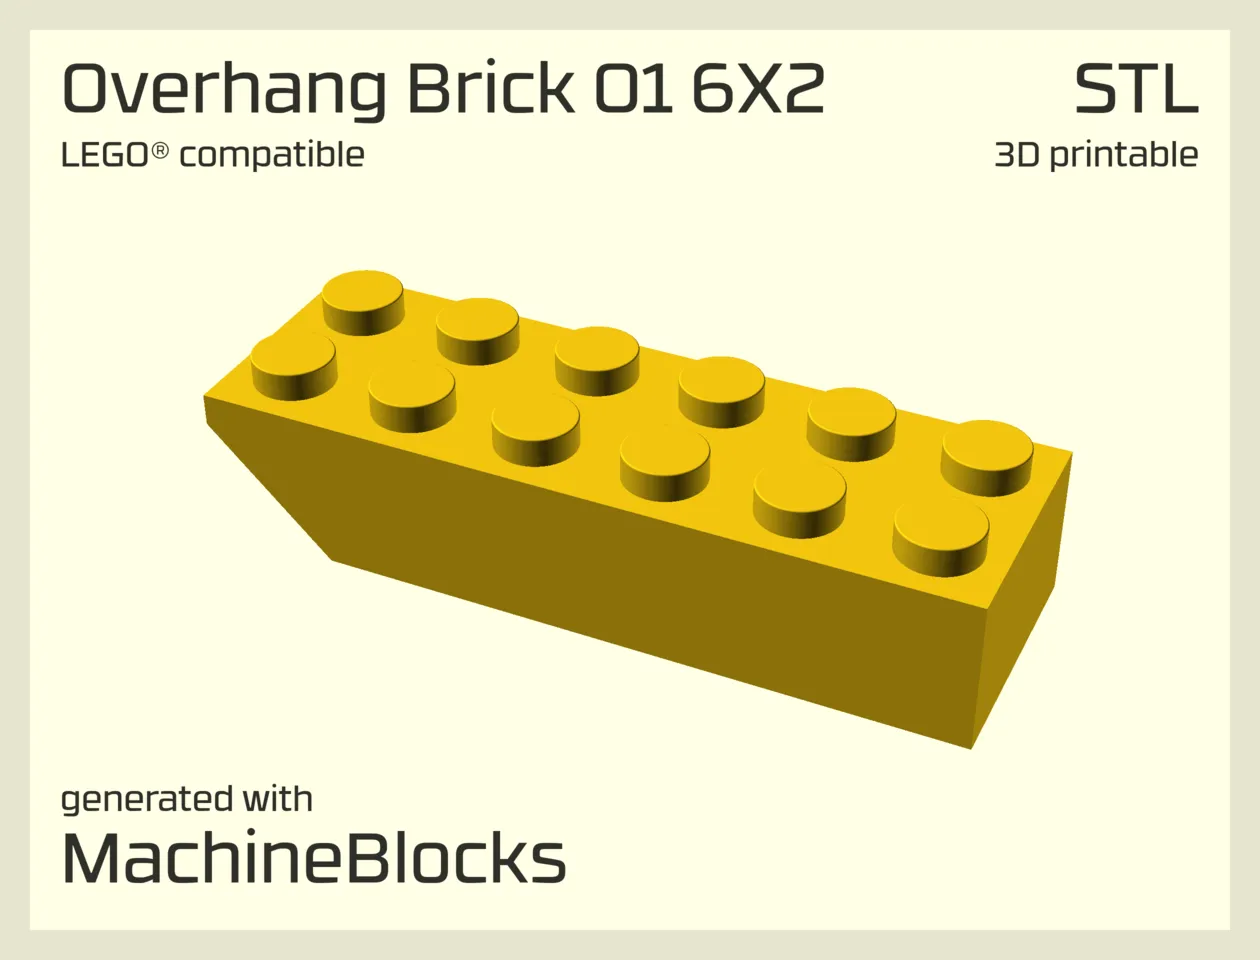 Overhang Brick 01 6X2
STL
LEGO® compatible
3D printable
generated with
MachineBlocks